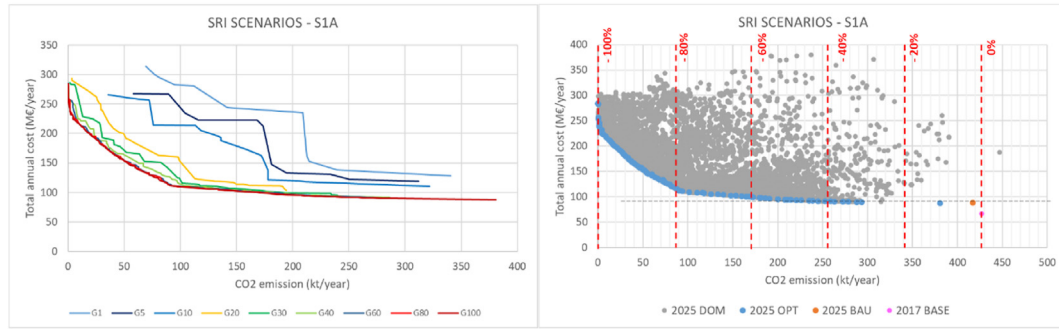 SRI SCENARIOS - S1A
Total annual cost (M€/year)
350
300
250
200
150
100
50
0
0 50 100 150 200 250 300 350 400
CO2 emission (kt/year)
G1 G5 G10 G20 G30 G40 G60 G80 G100
SRI SCENARIOS - S1A
-100% -80% -60% -40% -20% 0%
Total annual cost (M€/year)
400
350
300
250
200
150
100
50
0
0 50 100 150 200 250 300 350 400 450 500
CO2 emission (kt/year)
2025 DOM 2025 OPT 2025 BAU 2017 BASE